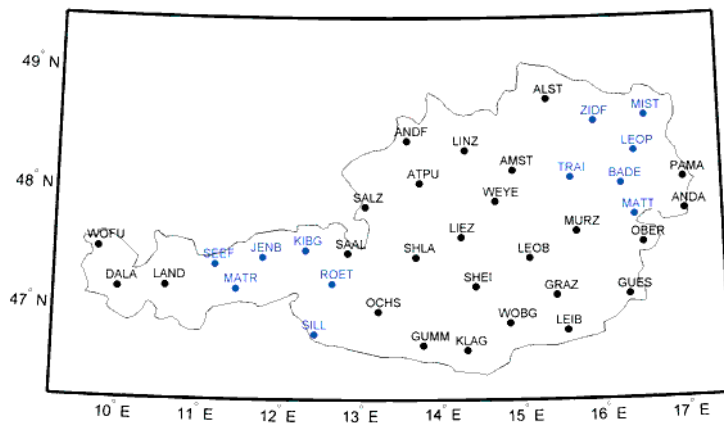 49° N
48° N
47° N
ALST
ZIDF
MIST
ANDF
LINZ
LEOP
ATPU
AMST
TRAI
BADE
PAMA
SALZ
WEYE
MATT
ANDA
WOFU
SEEF
JENB
KIBG
SAAL
SHLA
LIEZ
MURZ
LEOB
OBER
DALA
LAND
MATR
ROET
SHEI
GRAZ
GUES
SILL
OCHS
GUMM
KLAG
WOBG
LEIB
10° E
11° E
12° E
13° E
14° E
15° E
16° E
17° E